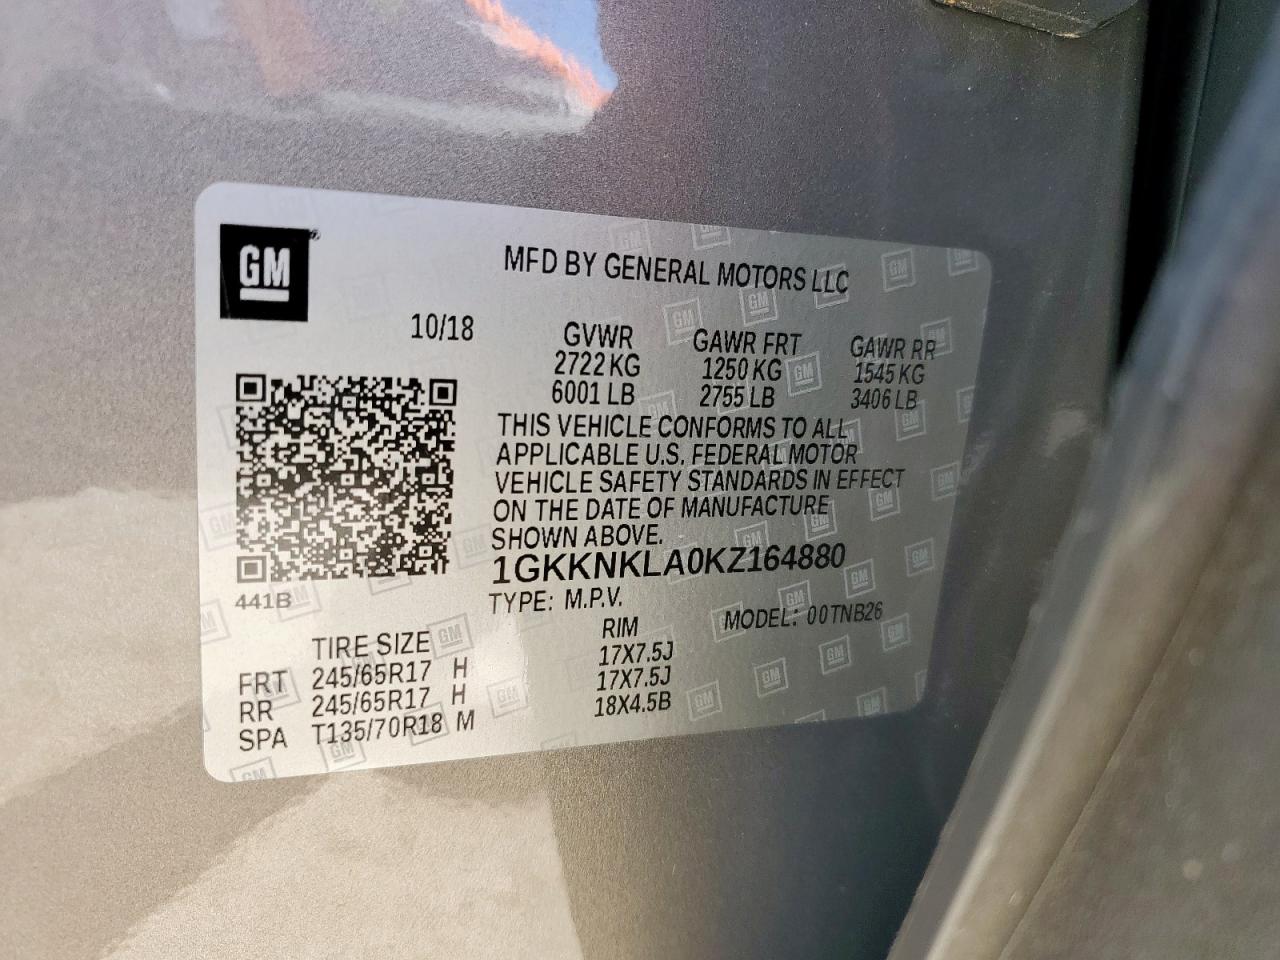 GM
MFD BY GENERAL MOTORS LLC
10/18
GVWR GAWR FRT GAWR RR
2722 KG 1250 KG 1545 KG
6001 LB 2755 LB 3406 LB
THIS VEHICLE CONFORMS TO ALL
APPLICABLE U.S. FEDERAL MOTOR
VEHICLE SAFETY STANDARDS IN EFFECT
ON THE DATE OF MANUFACTURE
SHOWN ABOVE.
1GKKNKLA0KZ164880
441B
TYPE: M.P.V. MODEL: 00TNB26
TIRE SIZE RIM
FRT 245/65R17 H 17X7.5J
RR 245/65R17 H 17X7.5J
SPA T135/70R18 M 18X4.5B